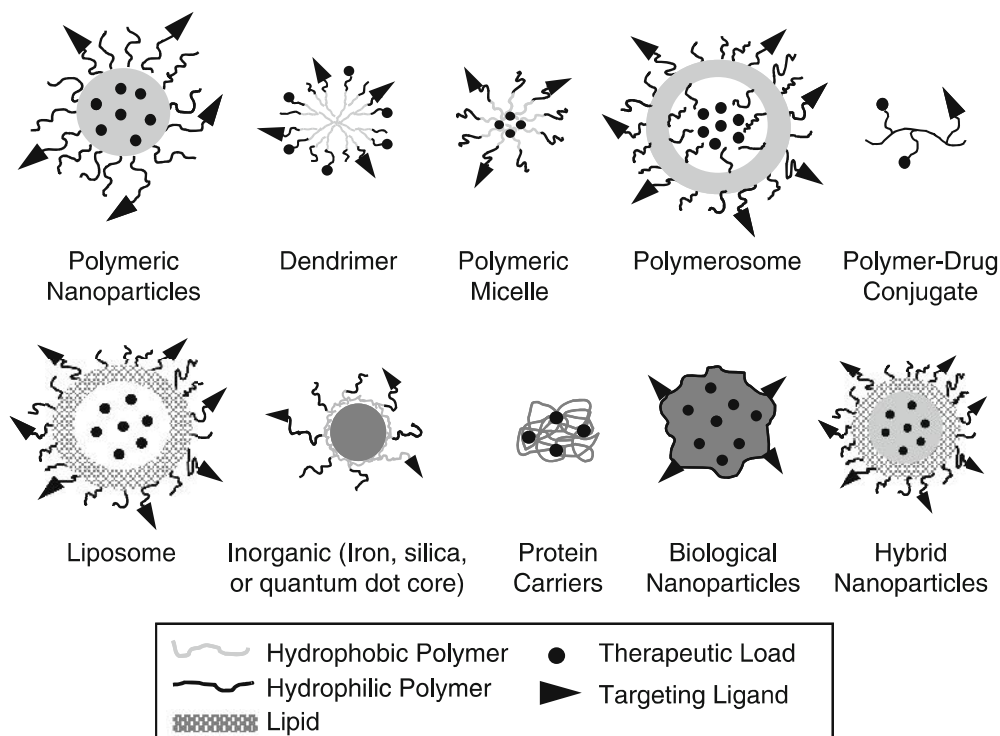 Polymeric
Nanoparticles
Dendrimer
Polymeric
Micelle
Polymerosome
Polymer-Drug
Conjugate
Liposome
Inorganic (Iron, silica,
or quantum dot core)
Protein
Carriers
Biological
Nanoparticles
Hybrid
Nanoparticles
Hydrophobic Polymer
Hydrophilic Polymer
Lipid
Therapeutic Load
Targeting Ligand